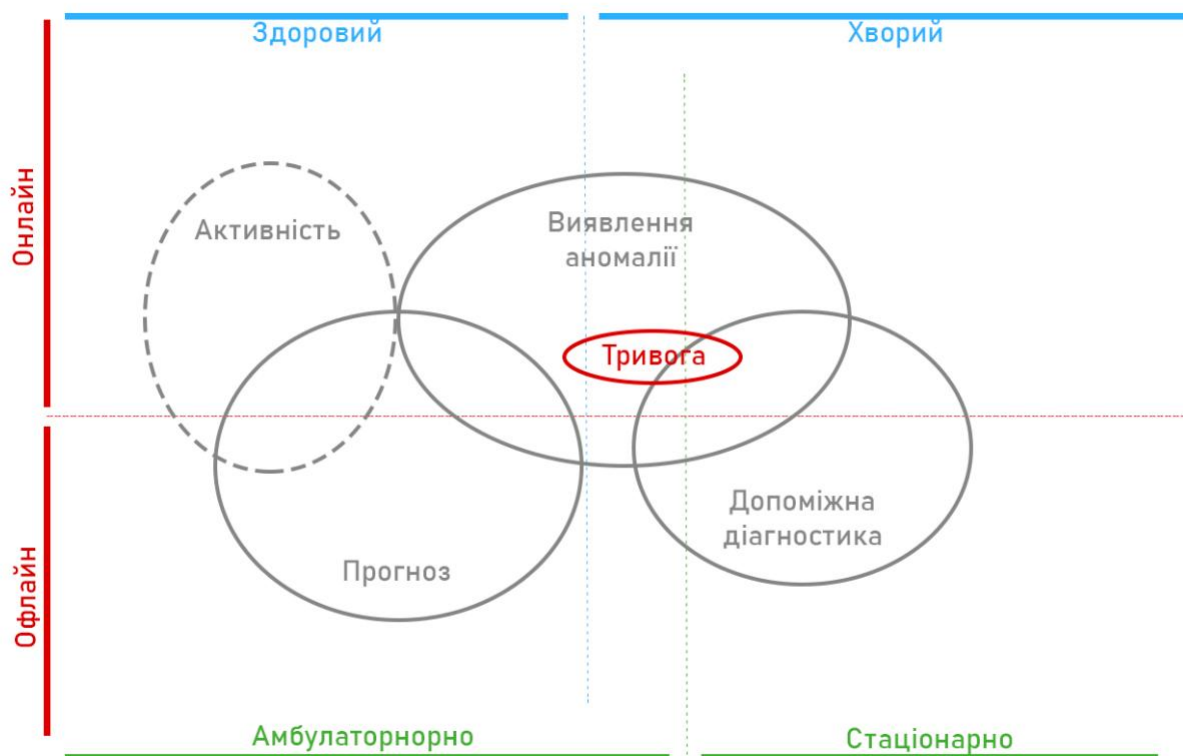 Здоровий
Хворий
Онлайн
Активність
Виявлення
аномалії
Тривога
Офлайн
Допоміжна
діагностика
Прогноз
Амбулаторнорно
Стаціонарно